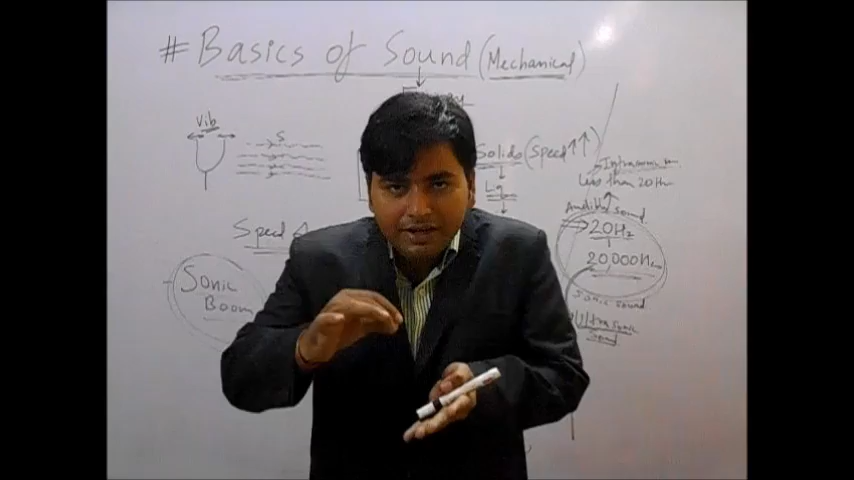 # Basics of Sound (Mechanical)
Vib
S
Solids (Speed ↑↑)
Less than 20Hz
Lq
Audible sound
20Hz
Speed
20,000Hz
Sonic
Boom
Sonic sound
Ultrasonic
Sound